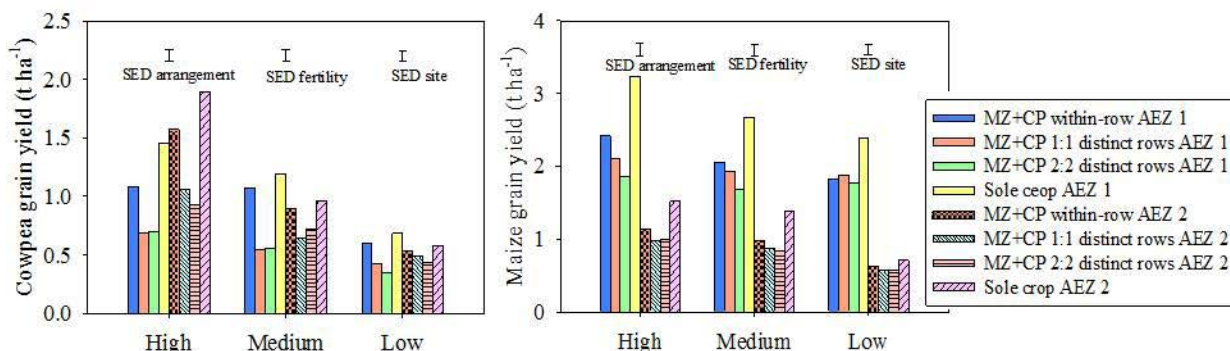 Cowpea grain yield (t ha-1)
2.5
2.0
1.5
1.0
0.5
0.0
SED arrangement
SED fertility
SED site
High
Medium
Low
Maize grain yield (t ha-1)
4
3
2
1
0
SED arrangement
SED fertility
SED site
High
Medium
Low
MZ+CP within-row AEZ 1
MZ+CP 1:1 distinct rows AEZ 1
MZ+CP 2:2 distinct rows AEZ 1
Sole ceop AEZ 1
MZ+CP within-row AEZ 2
MZ+CP 1:1 distinct rows AEZ 2
MZ+CP 2:2 distinct rows AEZ 2
Sole crop AEZ 2